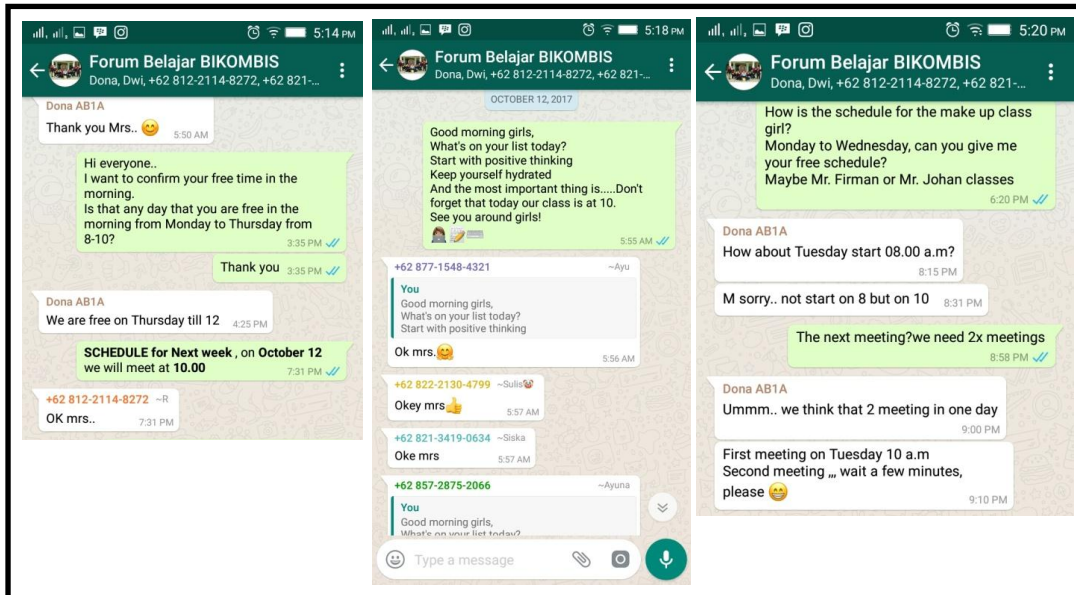 5:14 PM
Forum Belajar BIKOMBIS
Dona, Dwi, +62 812-2114-8272, +62 821-...
Dona AB1A
Thank you Mrs.. 😊
5:50 AM
Hi everyone..
I want to confirm your free time in the
morning.
Is that any day that you are free in the
morning from Monday to Thursday from
8-10?
3:35 PM
Thank you 3:35 PM
Dona AB1A
We are free on Thursday till 12 4:25 PM
SCHEDULE for Next week , on October 12
we will meet at 10.00 7:31 PM
+62 812-2114-8272 ~R
OK mrs.. 7:31 PM
5:18 PM
Forum Belajar BIKOMBIS
Dona, Dwi, +62 812-2114-8272, +62 821-...
OCTOBER 12, 2017
Good morning girls,
What's on your list today?
Start with positive thinking
Keep yourself hydrated
And the most important thing is.....Don't
forget that today our class is at 10.
See you around girls!
5:55 AM
+62 877-1548-4321 ~Ayu
You
Good morning girls,
What's on your list today?
Start with positive thinking
Ok mrs.🤗 5:56 AM
+62 822-2130-4799 ~Sulis
Okey mrs👍 5:57 AM
+62 821-3419-0634 ~Siska
Oke mrs 5:57 AM
+62 857-2875-2066 ~Ayuna
You
Good morning girls,
What's on your list today?
Type a message
5:20 PM
Forum Belajar BIKOMBIS
Dona, Dwi, +62 812-2114-8272, +62 821-...
How is the schedule for the make up class
girl?
Monday to Wednesday, can you give me
your free schedule?
Maybe Mr. Firman or Mr. Johan classes
6:20 PM
Dona AB1A
How about Tuesday start 08.00 a.m?
8:15 PM
M sorry.. not start on 8 but on 10 8:31 PM
The next meeting?we need 2x meetings
8:58 PM
Dona AB1A
Ummm.. we think that 2 meeting in one day
9:00 PM
First meeting on Tuesday 10 a.m
Second meeting ,,, wait a few minutes,
please 😁
9:10 PM